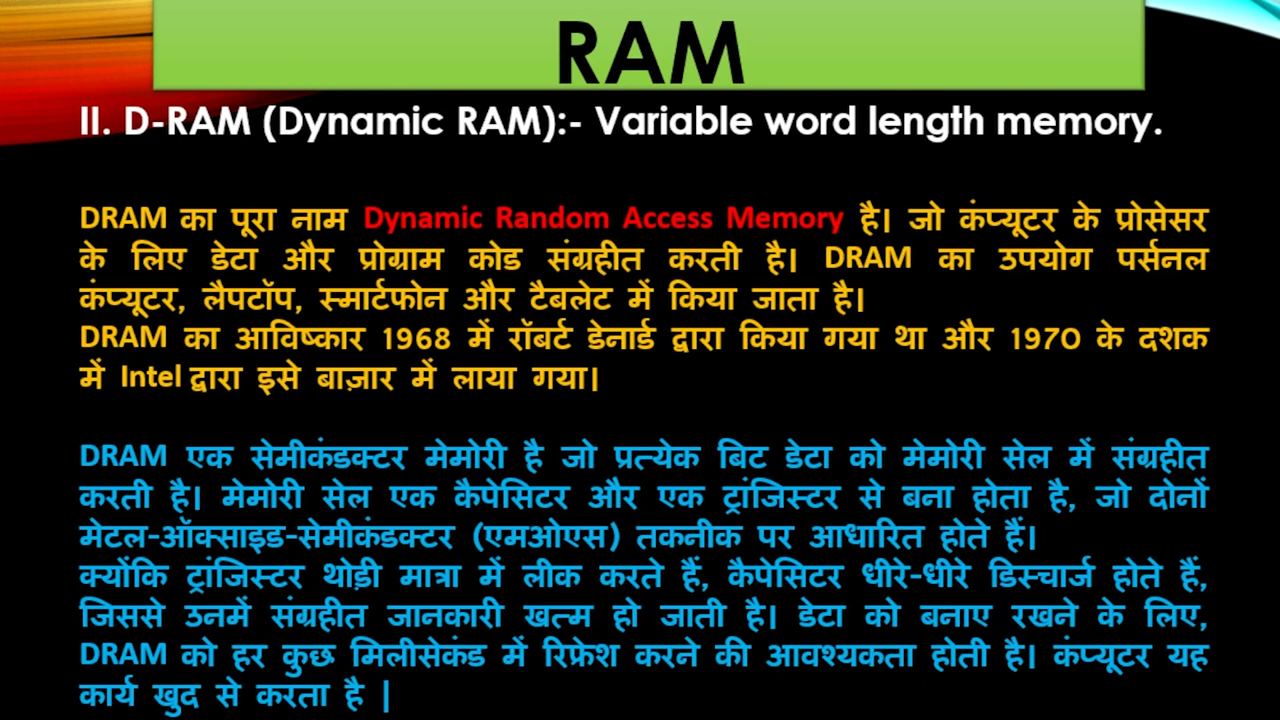 RAM
II. D-RAM (Dynamic RAM):- Variable word length memory.
DRAM का पूरा नाम Dynamic Random Access Memory है। जो कंप्यूटर के प्रोसेसर
के लिए डेटा और प्रोग्राम कोड संग्रहीत करती है। DRAM का उपयोग पर्सनल
कंप्यूटर, लैपटॉप, स्मार्टफोन और टैबलेट में किया जाता है।
DRAM का आविष्कार 1968 में रॉबर्ट डेनार्ड द्वारा किया गया था और 1970 के दशक
में Intel द्वारा इसे बाज़ार में लाया गया।
DRAM एक सेमीकंडक्टर मेमोरी है जो प्रत्येक बिट डेटा को मेमोरी सेल में संग्रहीत
करती है। मेमोरी सेल एक कैपेसिटर और एक ट्रांजिस्टर से बना होता है, जो दोनों
मेटल-ऑक्साइड-सेमीकंडक्टर (एमओएस) तकनीक पर आधारित होते हैं।
क्योंकि ट्रांजिस्टर थोड़ी मात्रा में लीक करते हैं, कैपेसिटर धीरे-धीरे डिस्चार्ज होते हैं,
जिससे उनमें संग्रहीत जानकारी खत्म हो जाती है। डेटा को बनाए रखने के लिए,
DRAM को हर कुछ मिलीसेकंड में रिफ्रेश करने की आवश्यकता होती है। कंप्यूटर यह
कार्य खुद से करता है |